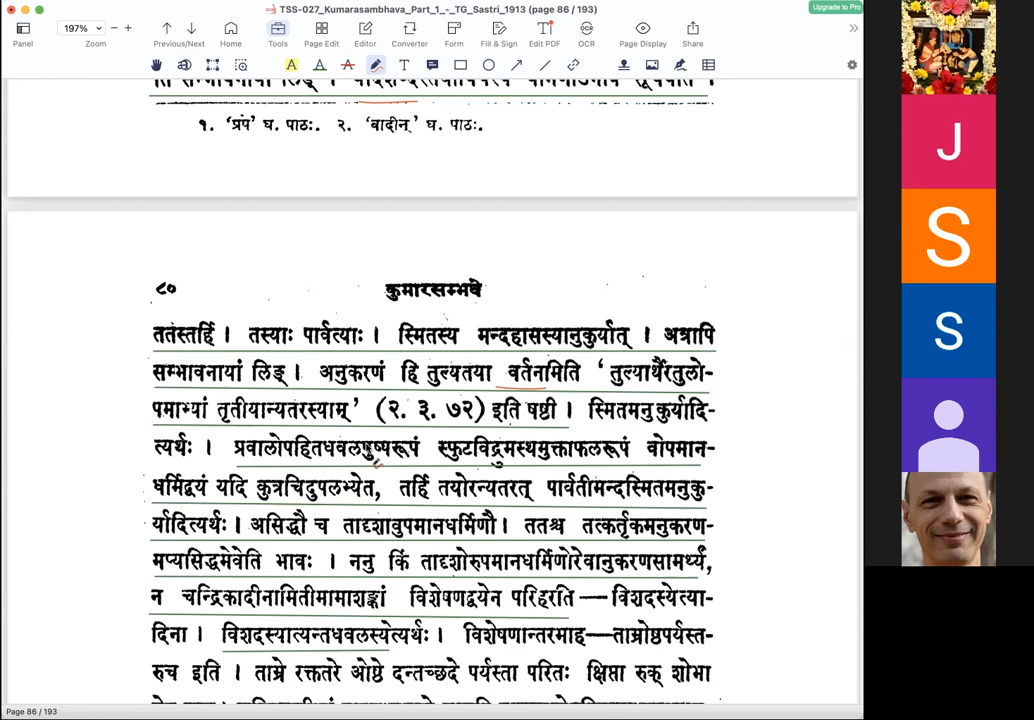 TSS-027_Kumarasambhava_Part_1_-_TG_Sastri_1913 (page 86 / 193)
Upgrade to Pro
197%
Panel Zoom Previous/Next Home Tools Page Edit Editor Converter Form Fill & Sign Edit PDF OCR Page Display Share
१. 'प्रंप' घ. पाठः. २. 'बादीन्' घ. पाठः.
८० कुमारसम्भवे
ततस्तर्हि । तस्याः पार्वत्याः । स्मितस्य मन्दहासस्यानुकुर्यात् । अत्रापि
सम्भावनायां लिङ् । अनुकरणं हि तुल्यतया वर्तनमिति 'तुल्यार्थैरतुलो-
पमाभ्यां तृतीयान्यतरस्याम्' (२. ३. ७२) इति षष्ठी । स्मितमनुकुर्यादि-
त्यर्थः । प्रवालोपहितधवलपुष्परूपं स्फुटविद्रुमस्थमुक्ताफलरूपं वोपमान-
धर्मिद्वयं यदि कुत्रचिदुपलभ्येत, तर्हि तयोरन्यतरत् पार्वतीमन्दस्मितमनुकु-
र्यादित्यर्थः। असिद्धौ च तादृशावुपमानधर्मिणौ। ततश्च तत्कर्तृकमनुकरण-
मप्यसिद्धमेवेति भावः । ननु किं तादृशोरुपमानधर्मिणोरेवानुकरणसामर्थ्यं,
न चन्द्रिकादीनामितीमामाशङ्कां विशेषणद्वयेन परिहरति — विशदस्येत्या-
दिना । विशदस्यात्यन्तधवलस्येत्यर्थः । विशेषणान्तरमाह—ताम्रोष्ठपर्यस्त-
रुच इति । ताम्रे रक्ततरे ओष्ठे दन्तच्छदे पर्यस्ता परितः क्षिप्ता रुक् शोभा
J
S
S
Page 86 / 193